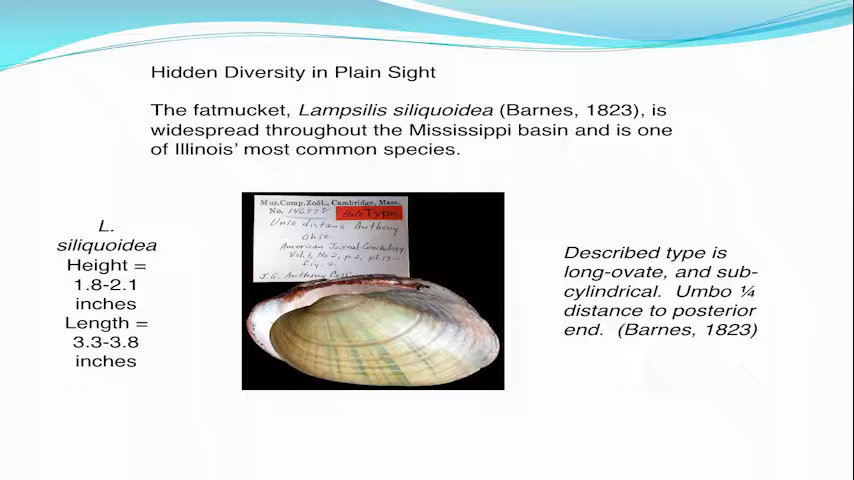 Hidden Diversity in Plain Sight
The fatmucket, Lampsilis siliquoidea (Barnes, 1823), is
widespread throughout the Mississippi basin and is one
of Illinois’ most common species.
L.
siliquoidea
Height =
1.8-2.1
inches
Length =
3.3-3.8
inches
Mus.Comp.Zoöl., Cambridge, Mass.
No. 146978 HoloType.
Unio distans Anthony
Ohio
American Journal Conchology
Vol. 1, No 2, p. 2, pl. 13—
fig. 2.
J.G. Anthony Coll
Described type is
long-ovate, and sub-
cylindrical. Umbo ¼
distance to posterior
end. (Barnes, 1823)